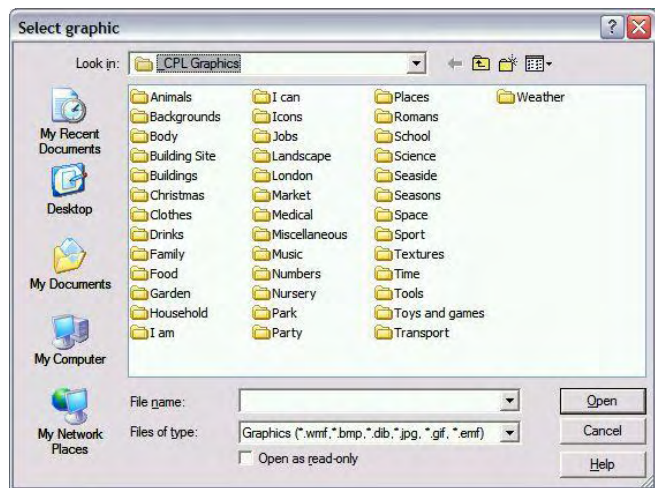 Select graphic
Look in: CPL Graphics
My Recent
Documents
Desktop
My Documents
My Computer
My Network
Places
Animals
Backgrounds
Body
Building Site
Buildings
Christmas
Clothes
Drinks
Family
Food
Garden
Household
I am
I can
Icons
Jobs
Landscape
London
Market
Medical
Miscellaneous
Music
Numbers
Nursery
Park
Party
Places
Romans
School
Science
Seaside
Seasons
Space
Sport
Textures
Time
Tools
Toys and games
Transport
Weather
File name: Open
Files of type: Graphics (*.wmf,*.bmp,*.dib,*.jpg, *.gif, *.emf) Cancel
Open as read-only Help